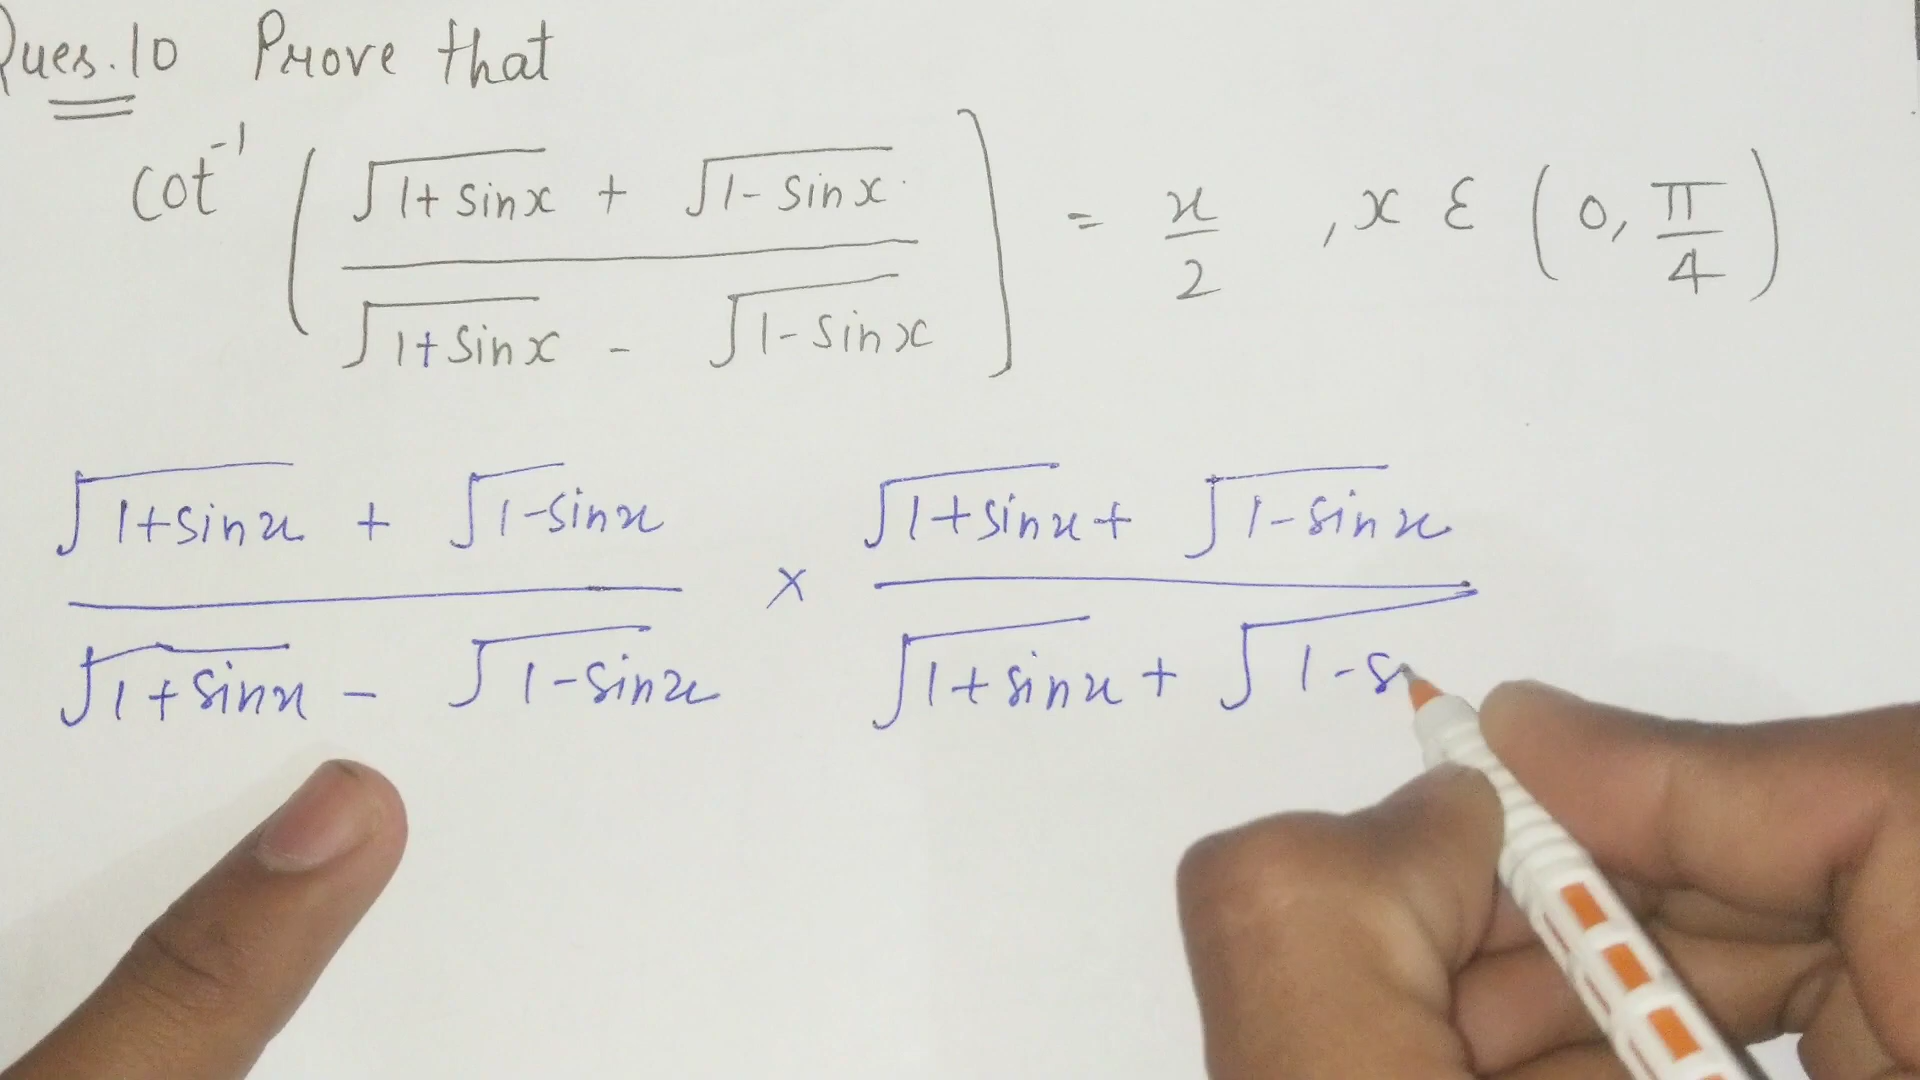 Ques.10 Prove that
cot⁻¹ ( (√(1+sinx) + √(1-sinx)) / (√(1+sinx) - √(1-sinx)) ) = x/2 , x ε (0, π/4)
(√(1+sinx) + √(1-sinx)) / (√(1+sinx) - √(1-sinx)) × (√(1+sinx) + √(1-sinx)) / (√(1+sinx) + √(1-s